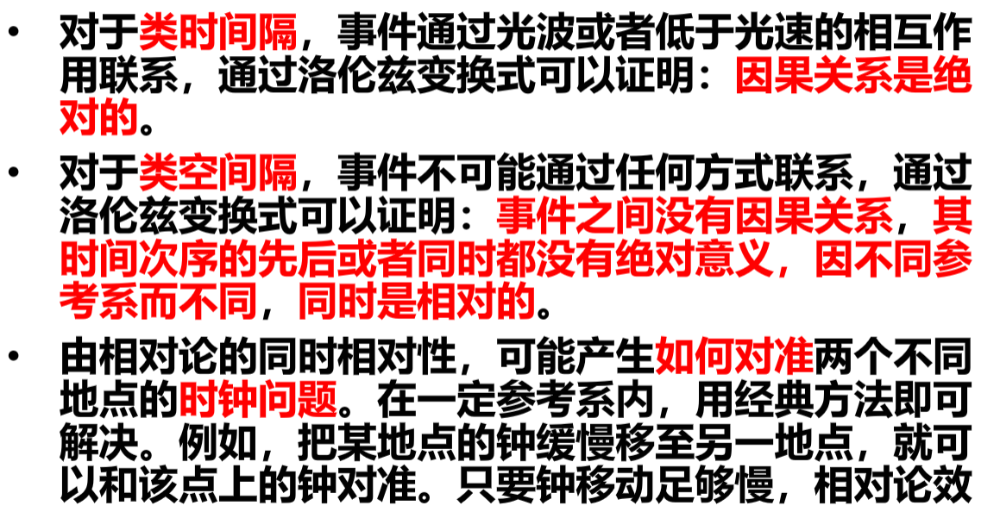 • 对于类时间隔，事件通过光波或者低于光速的相互作
用联系，通过洛伦兹变换式可以证明：因果关系是绝
对的。
• 对于类空间隔，事件不可能通过任何方式联系，通过
洛伦兹变换式可以证明：事件之间没有因果关系，其
时间次序的先后或者同时都没有绝对意义，因不同参
考系而不同，同时是相对的。
• 由相对论的同时相对性，可能产生如何对准两个不同
地点的时钟问题。在一定参考系内，用经典方法即可
解决。例如，把某地点的钟缓慢移至另一地点，就可
以和该点上的钟对准。只要钟移动足够慢，相对论效